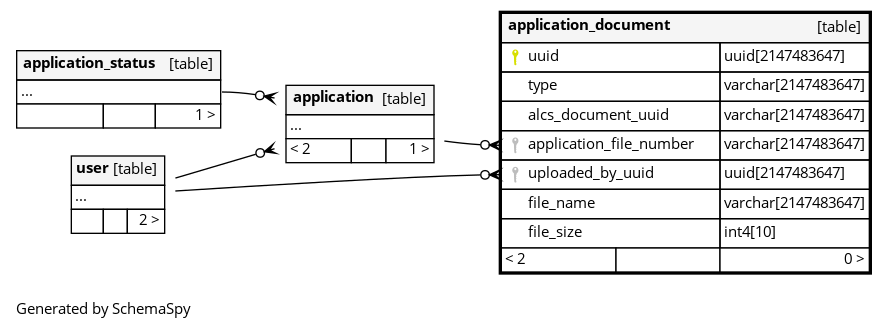 application_status [table]
...
1 >
user [table]
...
2 >
application [table]
...
< 2 1 >
application_document [table]
uuid uuid[2147483647]
type varchar[2147483647]
alcs_document_uuid varchar[2147483647]
application_file_number varchar[2147483647]
uploaded_by_uuid uuid[2147483647]
file_name varchar[2147483647]
file_size int4[10]
< 2 0 >
Generated by SchemaSpy